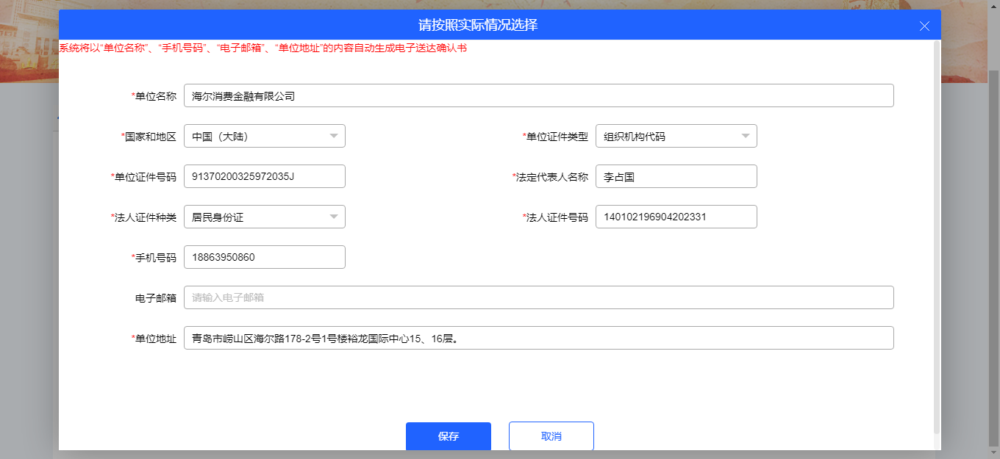 请按照实际情况选择
系统将以“单位名称”、“手机号码”、“电子邮箱”、“单位地址”的内容自动生成电子送达确认书
*单位名称 海尔消费金融有限公司
*国家和地区 中国（大陆） *单位证件类型 组织机构代码
*单位证件号码 91370200325972035J *法定代表人名称 李占国
*法人证件种类 居民身份证 *法人证件号码 140102196904202331
*手机号码 18863950860
电子邮箱 请输入电子邮箱
*单位地址 青岛市崂山区海尔路178-2号1号楼裕龙国际中心15、16层。
保存 取消